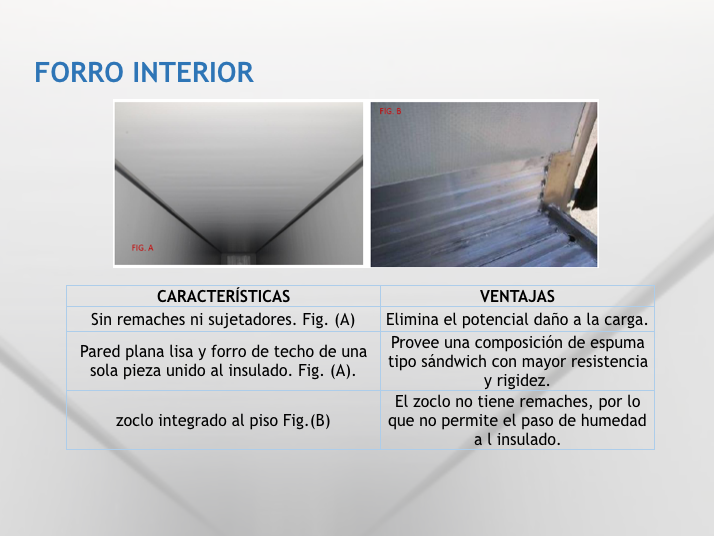 FORRO INTERIOR
FIG. A
FIG. B
CARACTERÍSTICAS
VENTAJAS
Sin remaches ni sujetadores. Fig. (A)
Elimina el potencial daño a la carga.
Pared plana lisa y forro de techo de una
sola pieza unido al insulado. Fig. (A).
Provee una composición de espuma
tipo sándwich con mayor resistencia
y rigidez.
zoclo integrado al piso Fig.(B)
El zoclo no tiene remaches, por lo
que no permite el paso de humedad
a l insulado.